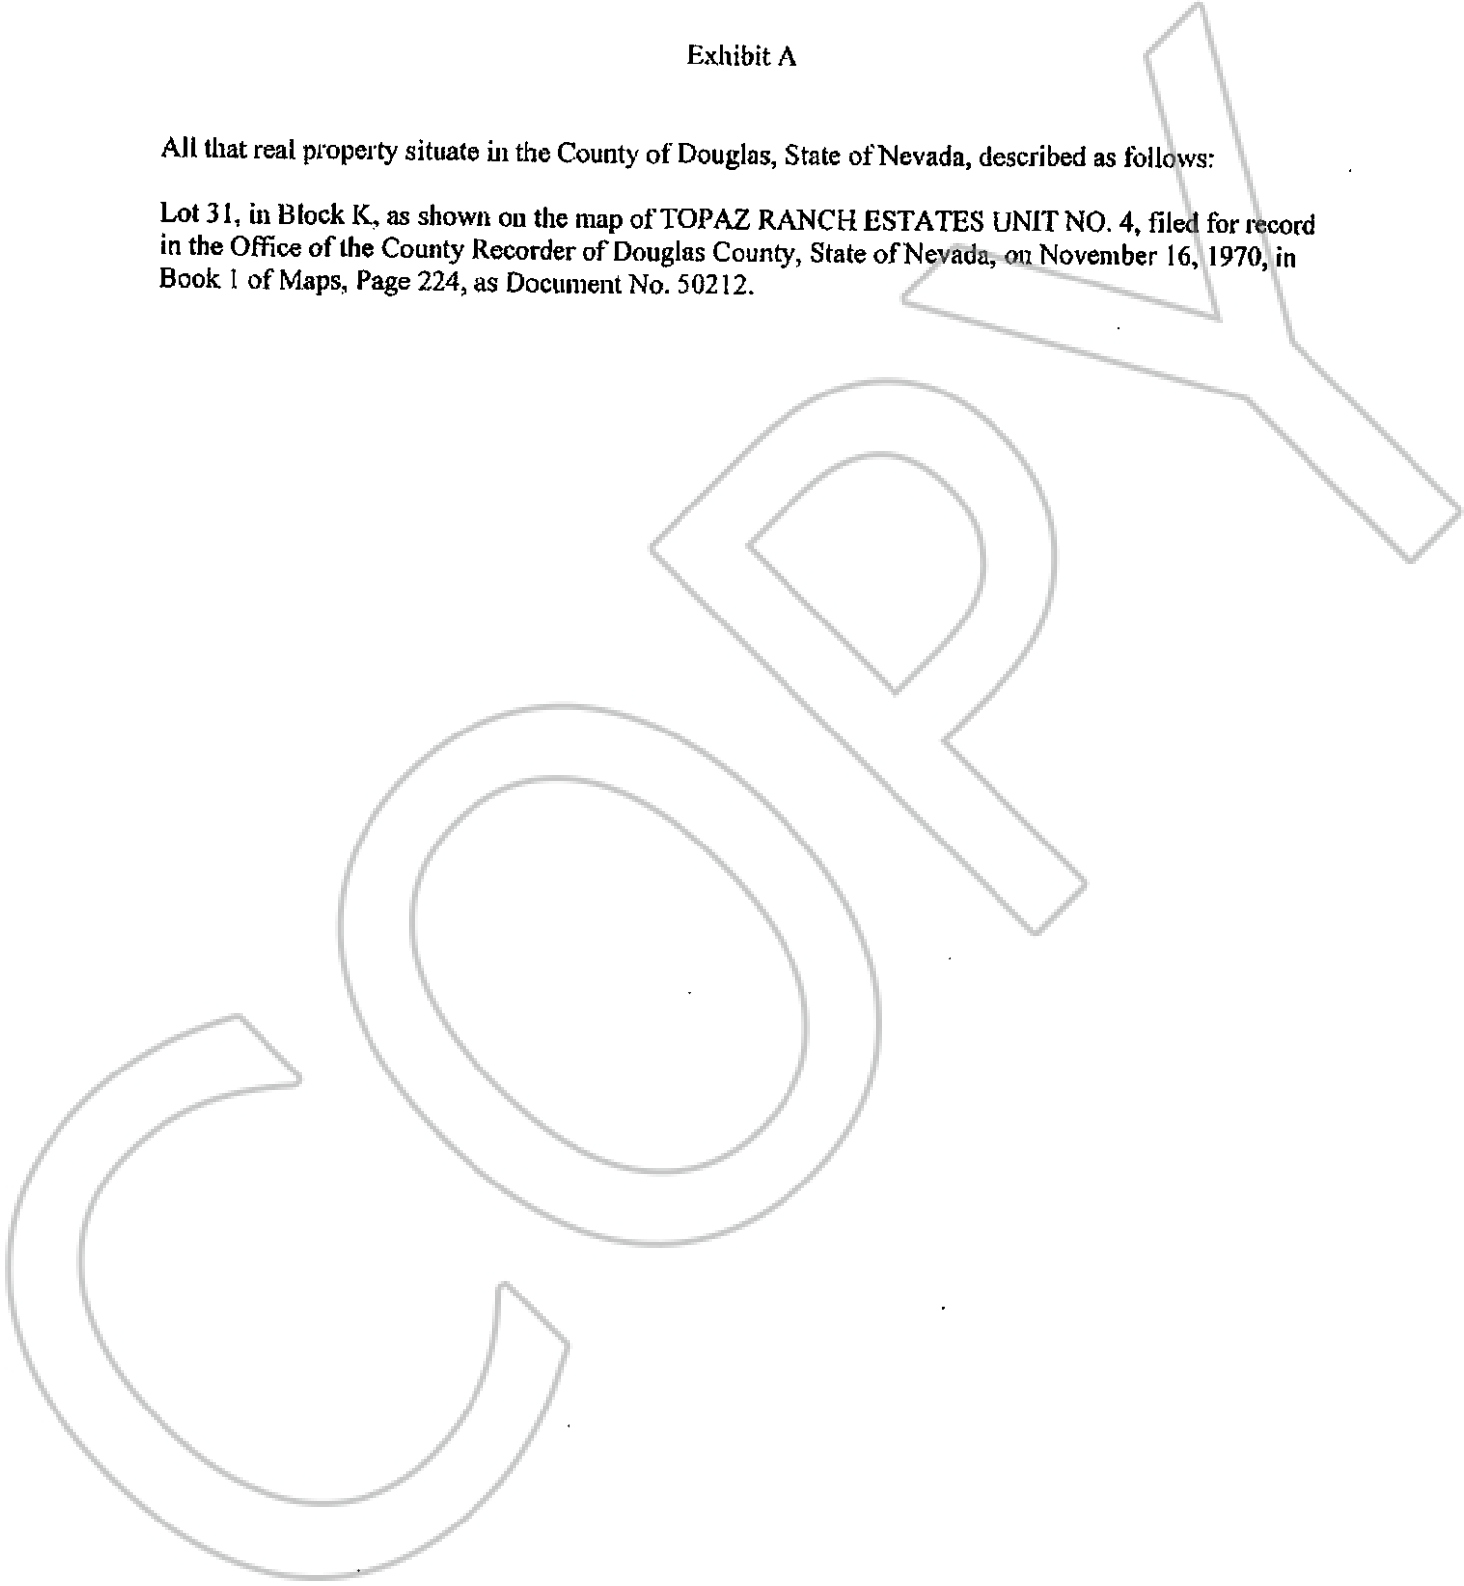 Exhibit A
All that real property situate in the County of Douglas, State of Nevada, described as follows:
Lot 31, in Block K, as shown on the map of TOPAZ RANCH ESTATES UNIT NO. 4, filed for record
in the Office of the County Recorder of Douglas County, State of Nevada, on November 16, 1970, in
Book 1 of Maps, Page 224, as Document No. 50212.
COPY